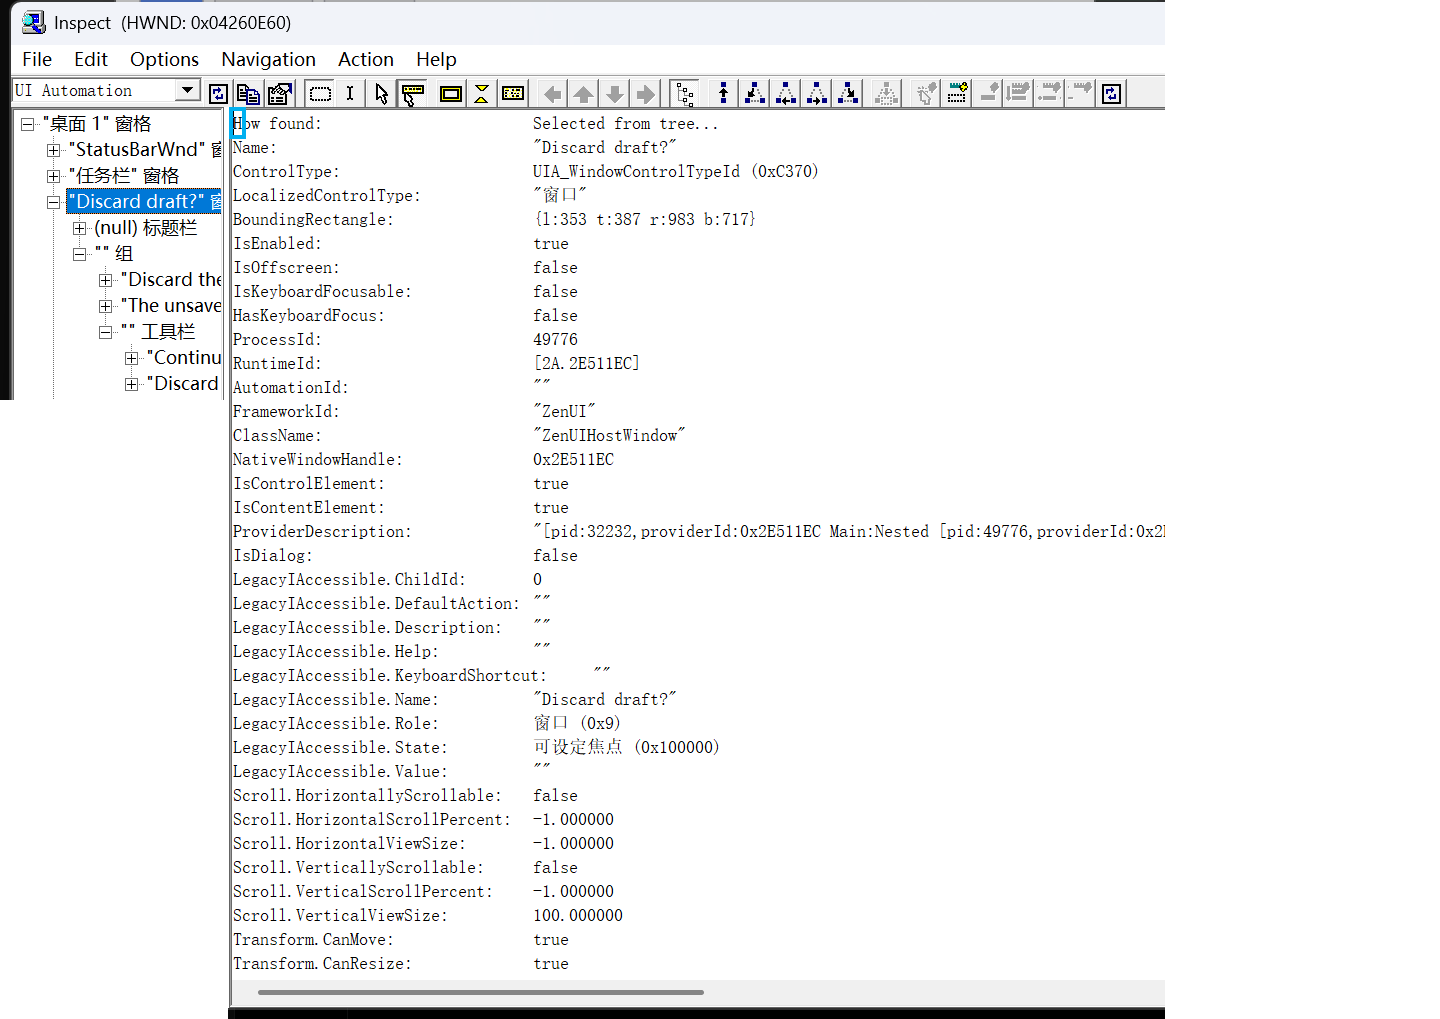 Inspect (HWND: 0x04260E60)
File Edit Options Navigation Action Help
UI Automation
"桌面 1" 窗格
"StatusBarWnd" 窗
"任务栏" 窗格
"Discard draft?" 窗
(null) 标题栏
"" 组
"Discard the
"The unsave
"" 工具栏
"Continu
"Discard
How found: Selected from tree...
Name: "Discard draft?"
ControlType: UIA_WindowControlTypeId (0xC370)
LocalizedControlType: "窗口"
BoundingRectangle: {l:353 t:387 r:983 b:717}
IsEnabled: true
IsOffscreen: false
IsKeyboardFocusable: false
HasKeyboardFocus: false
ProcessId: 49776
RuntimeId: [2A.2E511EC]
AutomationId: ""
FrameworkId: "ZenUI"
ClassName: "ZenUIHostWindow"
NativeWindowHandle: 0x2E511EC
IsControlElement: true
IsContentElement: true
ProviderDescription: "[pid:32232,providerId:0x2E511EC Main:Nested [pid:49776,providerId:0x2E
IsDialog: false
LegacyIAccessible.ChildId: 0
LegacyIAccessible.DefaultAction: ""
LegacyIAccessible.Description: ""
LegacyIAccessible.Help: ""
LegacyIAccessible.KeyboardShortcut: ""
LegacyIAccessible.Name: "Discard draft?"
LegacyIAccessible.Role: 窗口 (0x9)
LegacyIAccessible.State: 可设定焦点 (0x100000)
LegacyIAccessible.Value: ""
Scroll.HorizontallyScrollable: false
Scroll.HorizontalScrollPercent: -1.000000
Scroll.HorizontalViewSize: -1.000000
Scroll.VerticallyScrollable: false
Scroll.VerticalScrollPercent: -1.000000
Scroll.VerticalViewSize: 100.000000
Transform.CanMove: true
Transform.CanResize: true